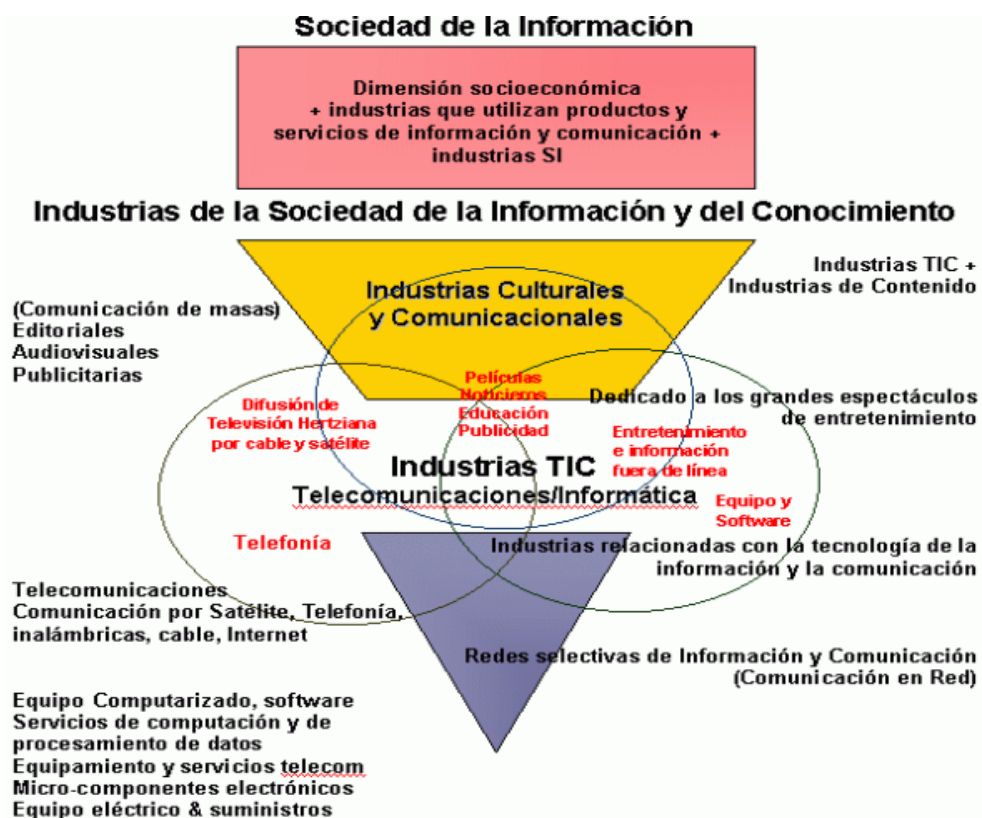 Sociedad de la Información
Dimensión socioeconómica
+ industrias que utilizan productos y
servicios de información y comunicación +
industrias SI
Industrias de la Sociedad de la Información y del Conocimiento
Industrias TIC +
Industrias de Contenido
Industrias Culturales
y Comunicacionales
(Comunicación de masas)
Editoriales
Audiovisuales
Publicitarias
Películas
Noticieros
Educación
Publicidad
Dedicado a los grandes espectáculos
de entretenimiento
Difusión de
Televisión Hertziana
por cable y satélite
Entretenimiento
e información
fuera de línea
Industrias TIC
Telecomunicaciones/Informática
Equipo y
Software
Telefonía
Industrias relacionadas con la tecnología de la
información y la comunicación
Telecomunicaciones
Comunicación por Satélite, Telefonía,
inalámbricas, cable, Internet
Redes selectivas de Información y Comunicación
(Comunicación en Red)
Equipo Computarizado, software
Servicios de computación y de
procesamiento de datos
Equipamiento y servicios telecom
Micro-componentes electrónicos
Equipo eléctrico & suministros